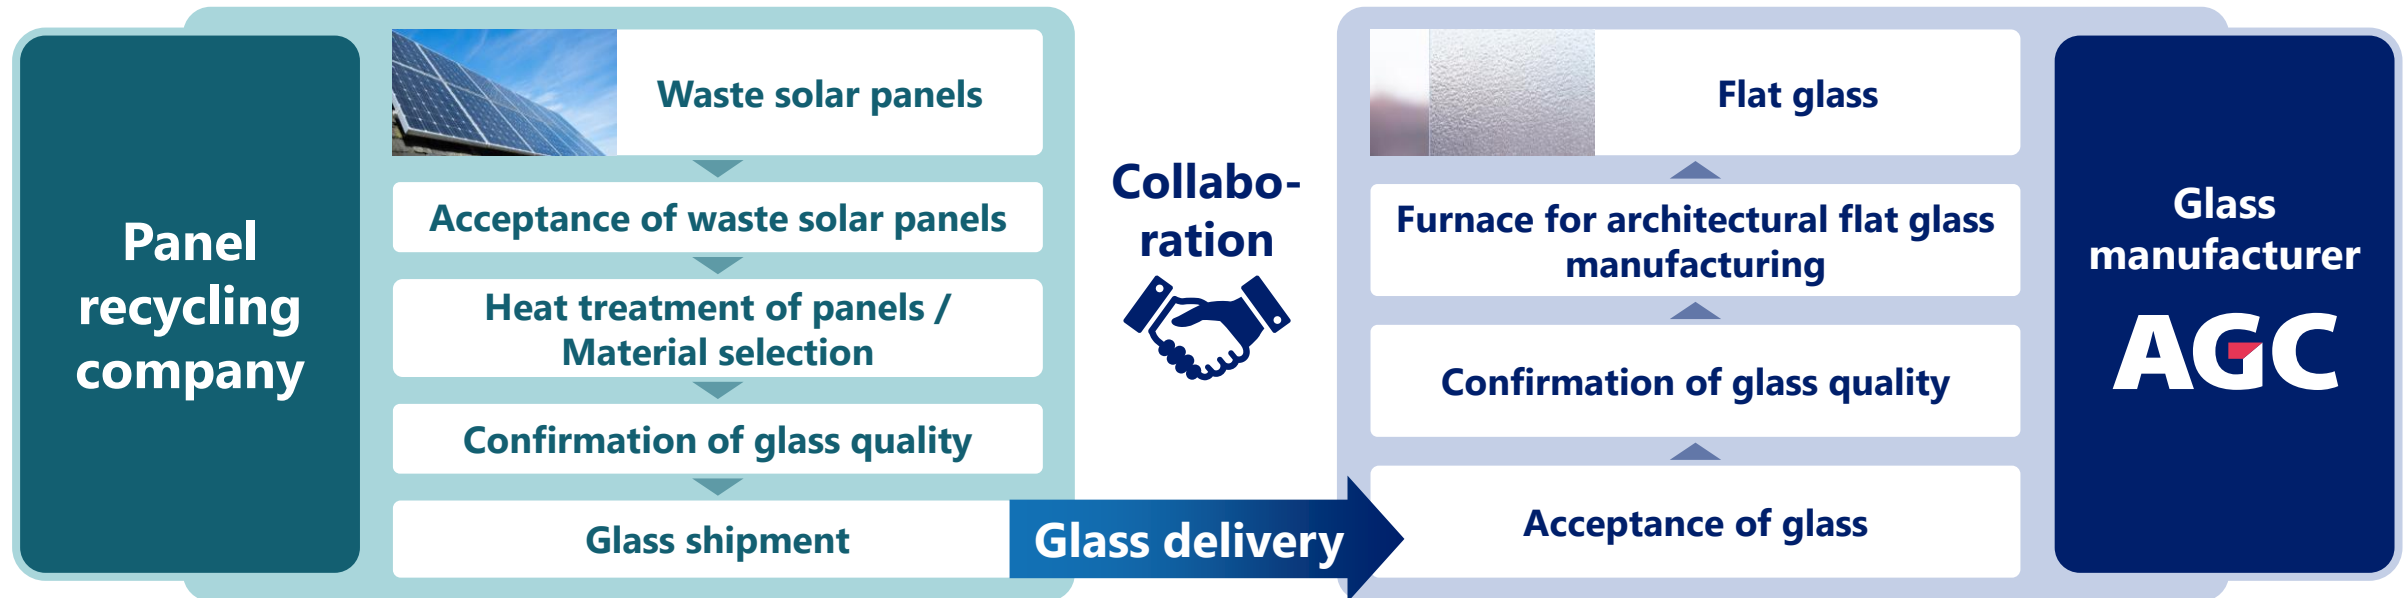 Panel
recycling
company
Waste solar panels
Acceptance of waste solar panels
Heat treatment of panels /
Material selection
Confirmation of glass quality
Glass shipment
Collabo-
ration
Glass delivery
Flat glass
Furnace for architectural flat glass
manufacturing
Confirmation of glass quality
Acceptance of glass
Glass
manufacturer
AGC